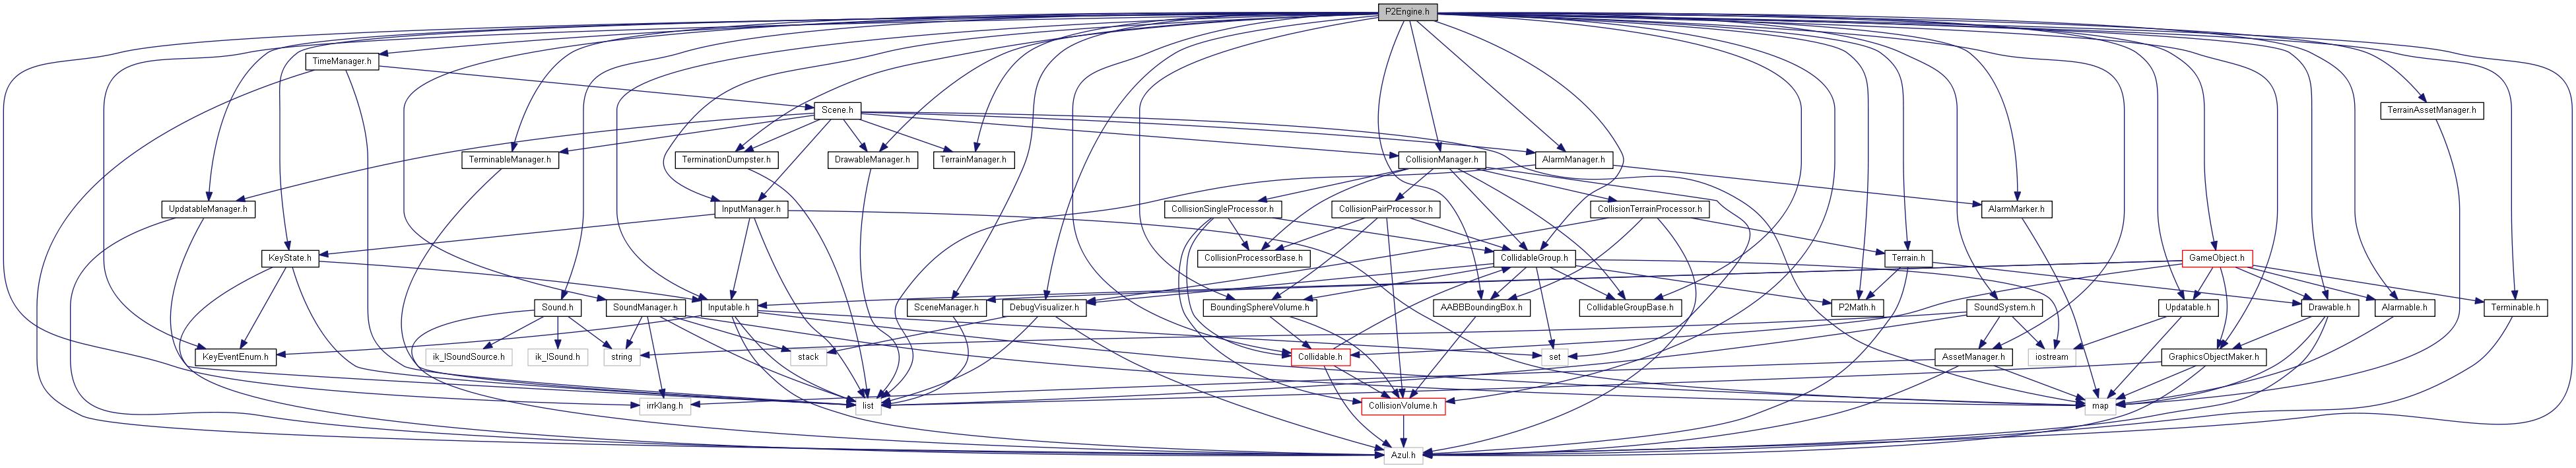 P2Engine.h
TimeManager.h
Scene.h
TerrainAssetManager.h
TerminableManager.h
TerminationDumpster.h
DrawableManager.h
TerrainManager.h
CollisionManager.h
AlarmManager.h
UpdatableManager.h
InputManager.h
CollisionSingleProcessor.h
CollisionPairProcessor.h
CollisionTerrainProcessor.h
AlarmMarker.h
KeyState.h
CollisionProcessorBase.h
CollidableGroup.h
Terrain.h
GameObject.h
Sound.h
SoundManager.h
Inputable.h
SceneManager.h
DebugVisualizer.h
BoundingSphereVolume.h
AABBBoundingBox.h
CollidableGroupBase.h
P2Math.h
SoundSystem.h
Updatable.h
Drawable.h
Alarmable.h
Terminable.h
KeyEventEnum.h
ik_ISoundSource.h
ik_ISound.h
string
stack
Collidable.h
set
AssetManager.h
iostream
GraphicsObjectMaker.h
irrKlang.h
list
CollisionVolume.h
map
Azul.h